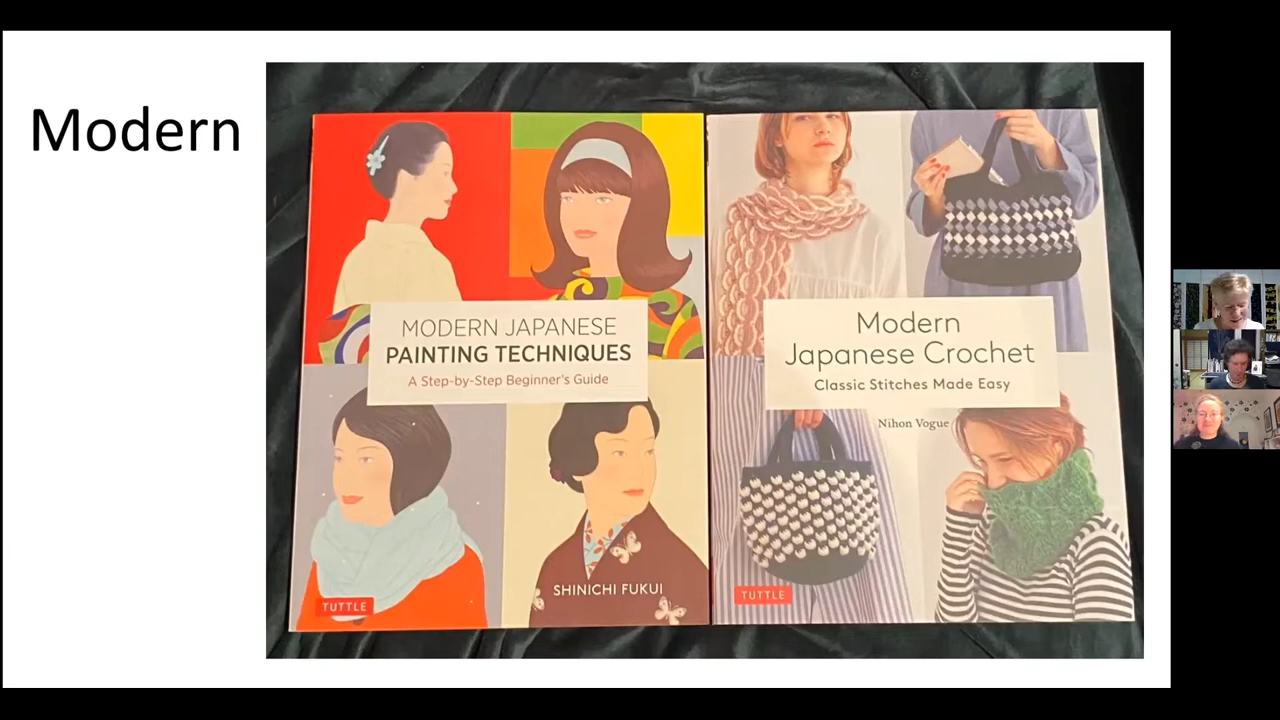 Modern
MODERN JAPANESE
PAINTING TECHNIQUES
A Step-by-Step Beginner's Guide
SHINICHI FUKUI
TUTTLE
Modern
Japanese Crochet
Classic Stitches Made Easy
Nihon Vogue
TUTTLE